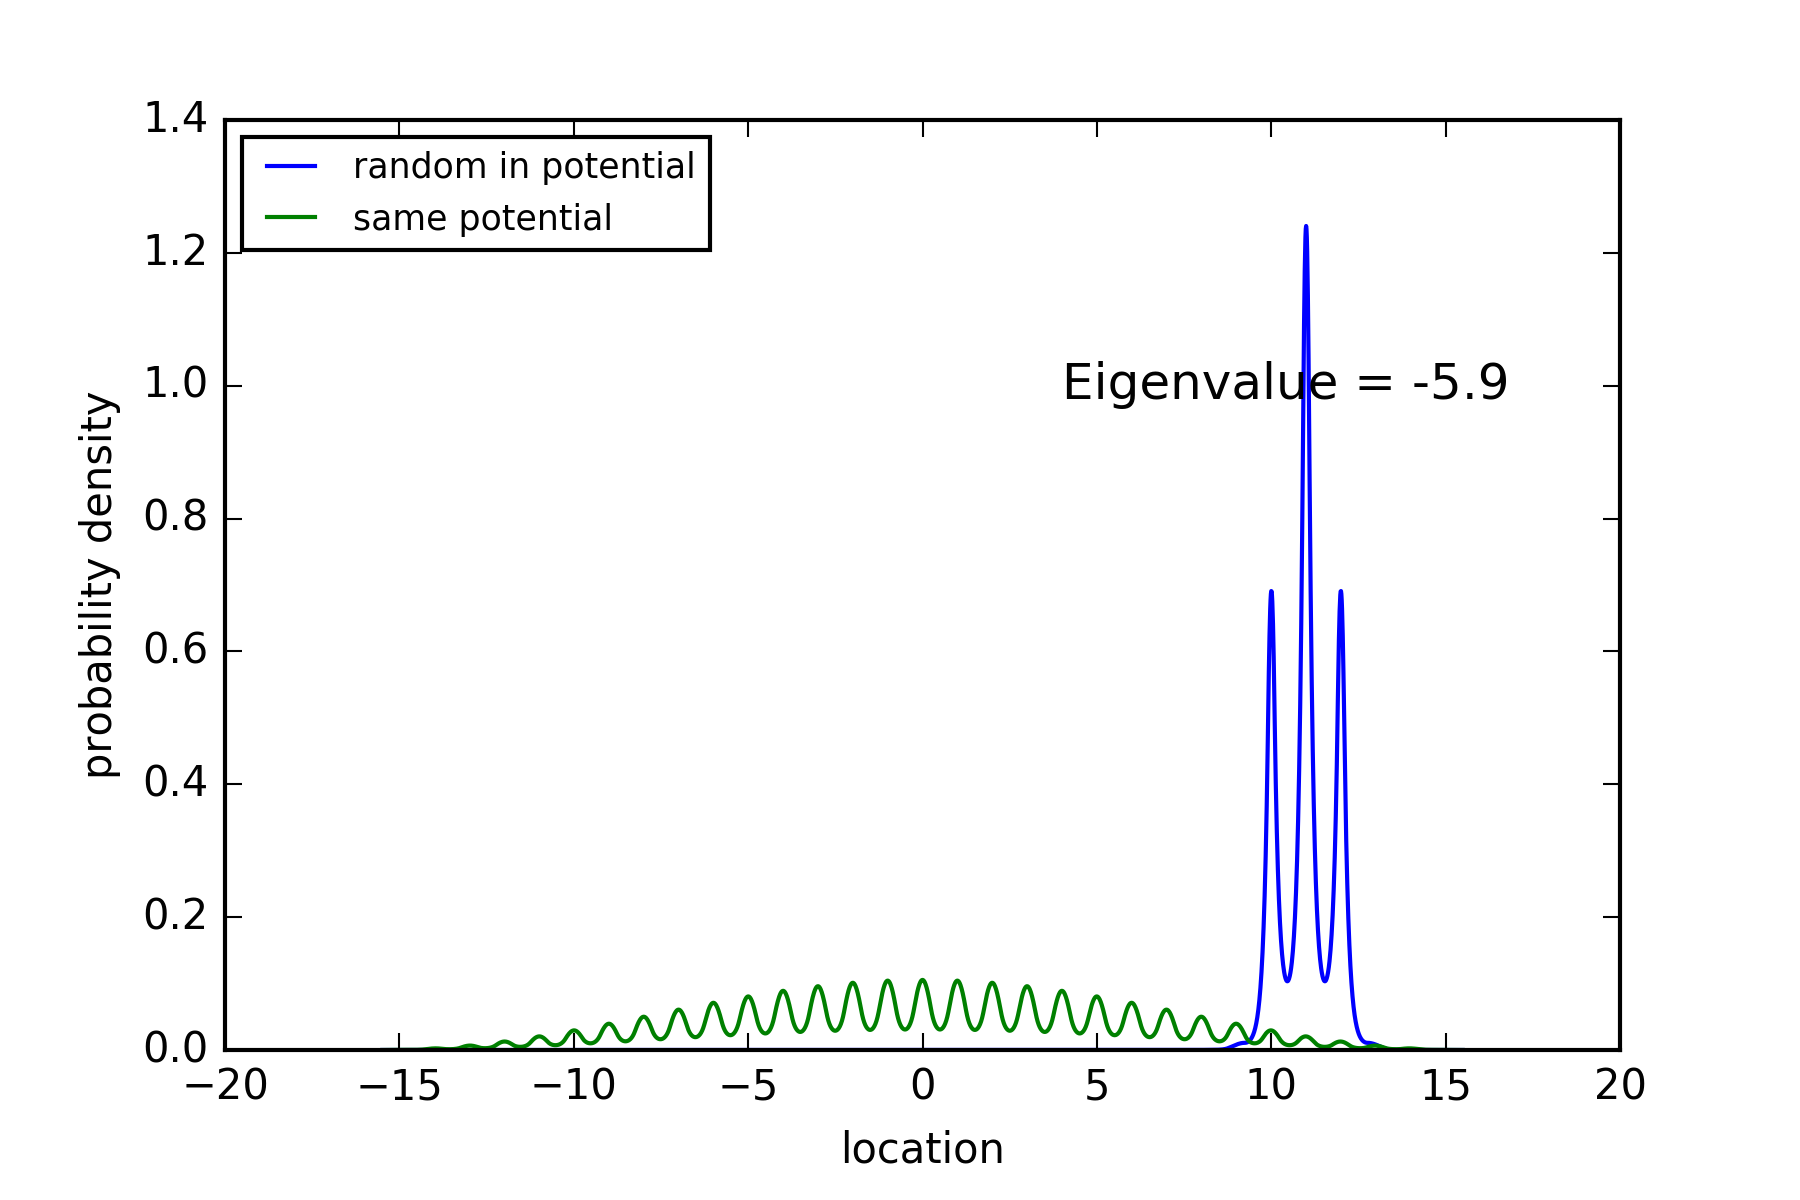 1.4
random in potential
same potential
1.2
Eigenvalue = -5.9
1.0
0.8
0.6
0.4
0.2
0.0
probability density
−20 −15 −10 −5 0 5 10 15 20
location